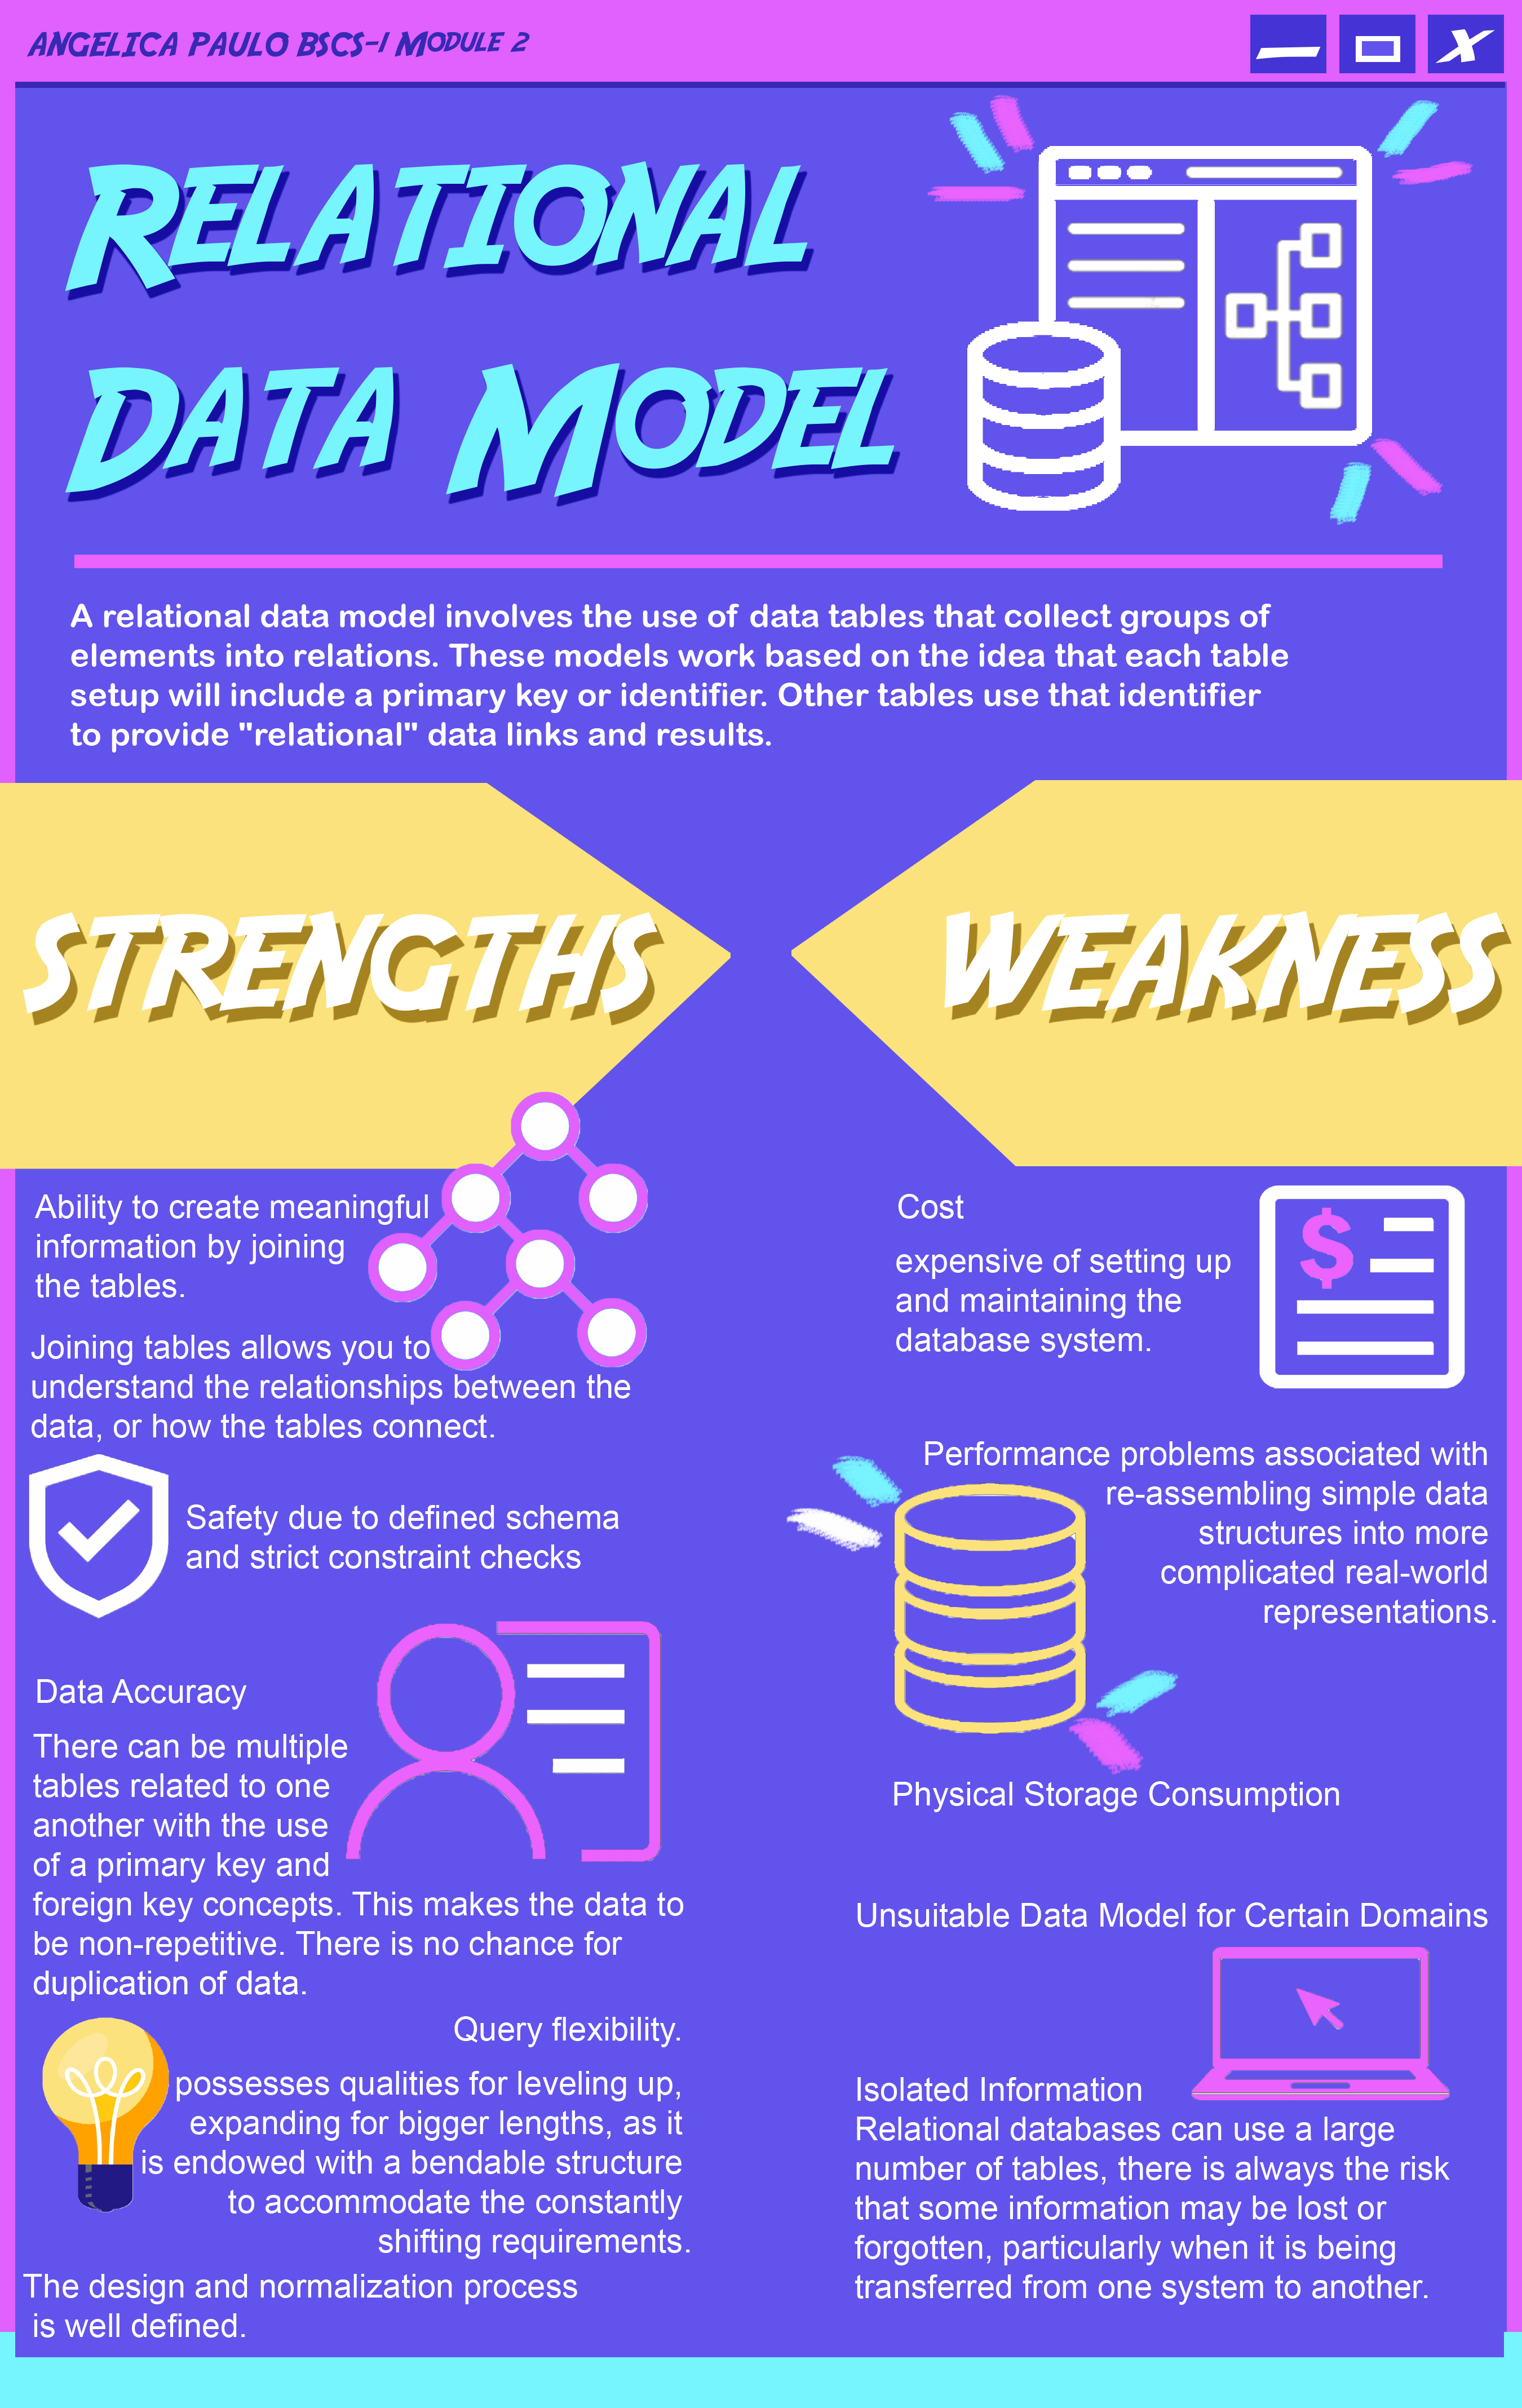 ANGELICA PAULO BSCS-1 MODULE 2
X
RELATIONAL
DATA MODEL
A relational data model involves the use of data tables that collect groups of
elements into relations. These models work based on the idea that each table
setup will include a primary key or identifier. Other tables use that identifier
to provide "relational" data links and results.
STRENGTHS
Ability to create meaningful
information by joining
the tables.
Joining tables allows you to
understand the relationships between the
data, or how the tables connect.
Safety due to defined schema
and strict constraint checks
Data Accuracy
There can be multiple
tables related to one
another with the use
of a primary key and
foreign key concepts. This makes the data to
be non-repetitive. There is no chance for
duplication of data.
Query flexibility.
possesses qualities for leveling up,
expanding for bigger lengths, as it
is endowed with a bendable structure
to accommodate the constantly
shifting requirements.
The design and normalization process
is well defined.
WEAKNESS
Cost
expensive of setting up
and maintaining the
database system.
$
Performance problems associated with
re-assembling simple data
structures into more
complicated real-world
representations.
Physical Storage Consumption
Unsuitable Data Model for Certain Domains
Isolated Information
Relational databases can use a large
number of tables, there is always the risk
that some information may be lost or
forgotten, particularly when it is being
transferred from one system to another.